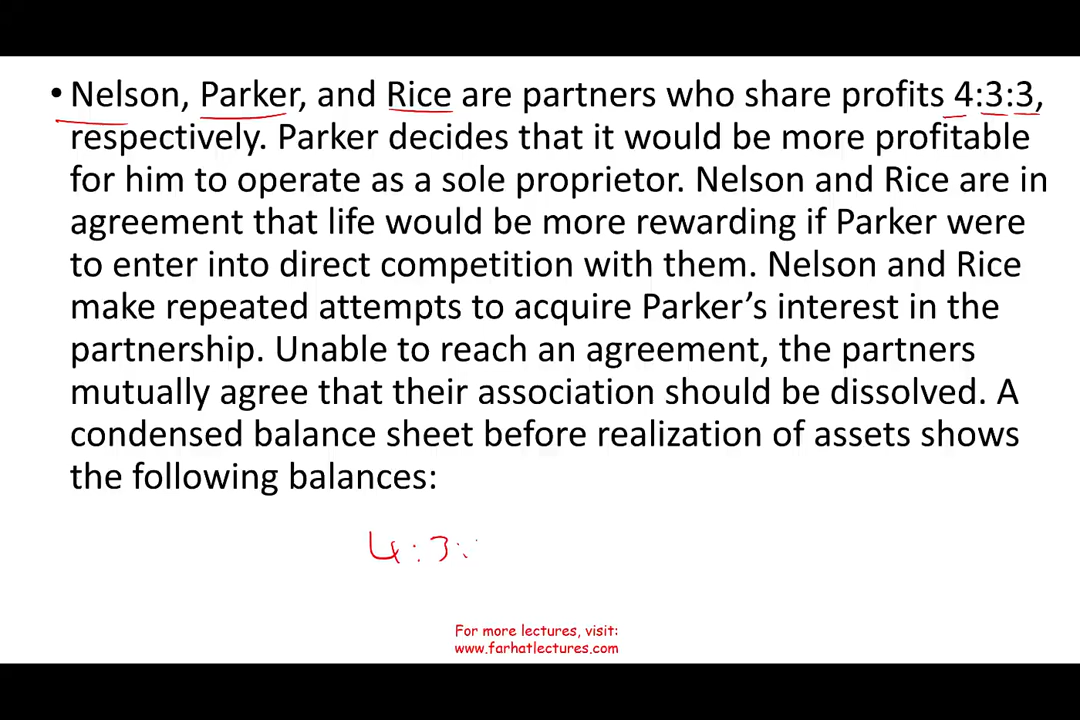 • Nelson, Parker, and Rice are partners who share profits 4:3:3,
respectively. Parker decides that it would be more profitable
for him to operate as a sole proprietor. Nelson and Rice are in
agreement that life would be more rewarding if Parker were
to enter into direct competition with them. Nelson and Rice
make repeated attempts to acquire Parker’s interest in the
partnership. Unable to reach an agreement, the partners
mutually agree that their association should be dissolved. A
condensed balance sheet before realization of assets shows
the following balances:
4:3:
For more lectures, visit:
www.farhatlectures.com